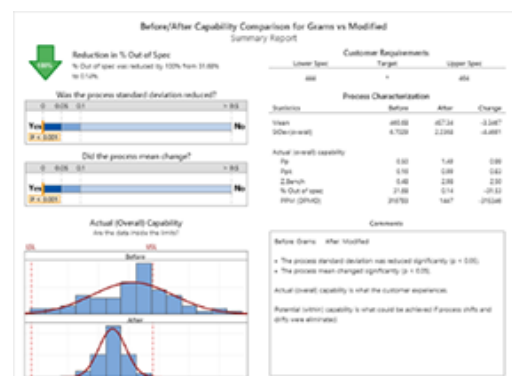 Before/After Capability Comparison for Grams vs Modified
Summary Report
100%
Reduction in % Out of Spec
% Out of spec was reduced by 100% from
to 0.14%.
Was the process standard deviation reduced?
0 0.05 0.1 > 0.5
Yes No
P < 0.001
Did the process mean change?
0 0.05 0.1 > 0.5
Yes No
P < 0.001
Actual (Overall) Capability
Are the data inside the limits?
LSL USL
Before
After
Customer Requirements
Lower Spec Target Upper Spec
*
Process Characterization
Statistics Before After Change
Mean
StDev(overall)
Actual (overall) capability
Pp
Ppk
Z.Bench
% Out of spec 0.14
PPM (DPMO) 1447
Comments
Before: Grams After: Modified
• The process standard deviation was reduced significantly (p < 0.05).
• The process mean changed significantly (p < 0.05).
Actual (overall) capability is what the customer experiences.
Potential (within) capability is what could be achieved if process shifts and
drifts were eliminated.